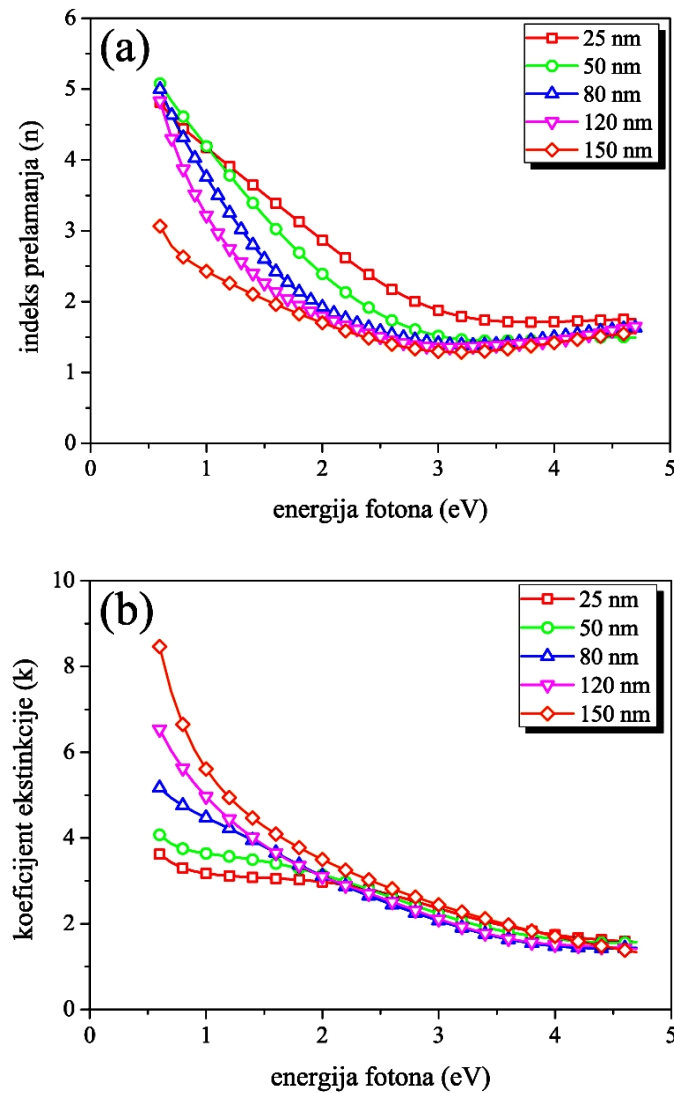 (a)
25 nm
50 nm
80 nm
120 nm
150 nm
6
5
4
3
2
1
0
indeks prelamanja (n)
0 1 2 3 4 5
energija fotona (eV)
(b)
25 nm
50 nm
80 nm
120 nm
150 nm
10
8
6
4
2
0
koeficijent ekstinkcije (k)
0 1 2 3 4 5
energija fotona (eV)